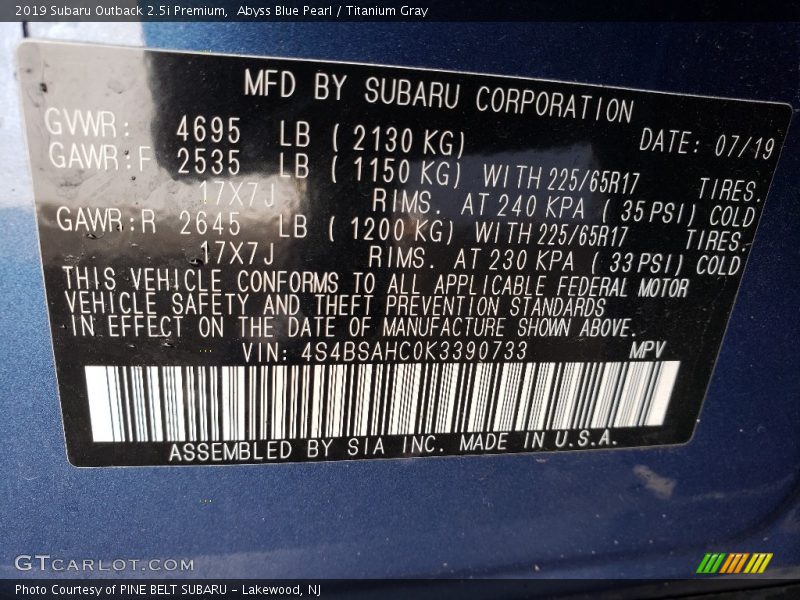 2019 Subaru Outback 2.5i Premium,  Abyss Blue Pearl / Titanium Gray
MFD BY SUBARU CORPORATION
GVWR: 4695 LB ( 2130 KG) DATE: 07/19
GAWR:F 2535 LB ( 1150 KG) WITH 225/65R17 TIRES.
17X7J RIMS. AT 240 KPA ( 35 PSI) COLD
GAWR:R 2645 LB ( 1200 KG) WITH 225/65R17 TIRES.
17X7J RIMS. AT 230 KPA ( 33 PSI) COLD
THIS VEHICLE CONFORMS TO ALL APPLICABLE FEDERAL MOTOR
VEHICLE SAFETY AND THEFT PREVENTION STANDARDS
IN EFFECT ON THE DATE OF MANUFACTURE SHOWN ABOVE.
VIN: 4S4BSAHC0K3390733 MPV
ASSEMBLED BY SIA INC. MADE IN U.S.A.
GTCARLOT.COM
Photo Courtesy of PINE BELT SUBARU - Lakewood, NJ